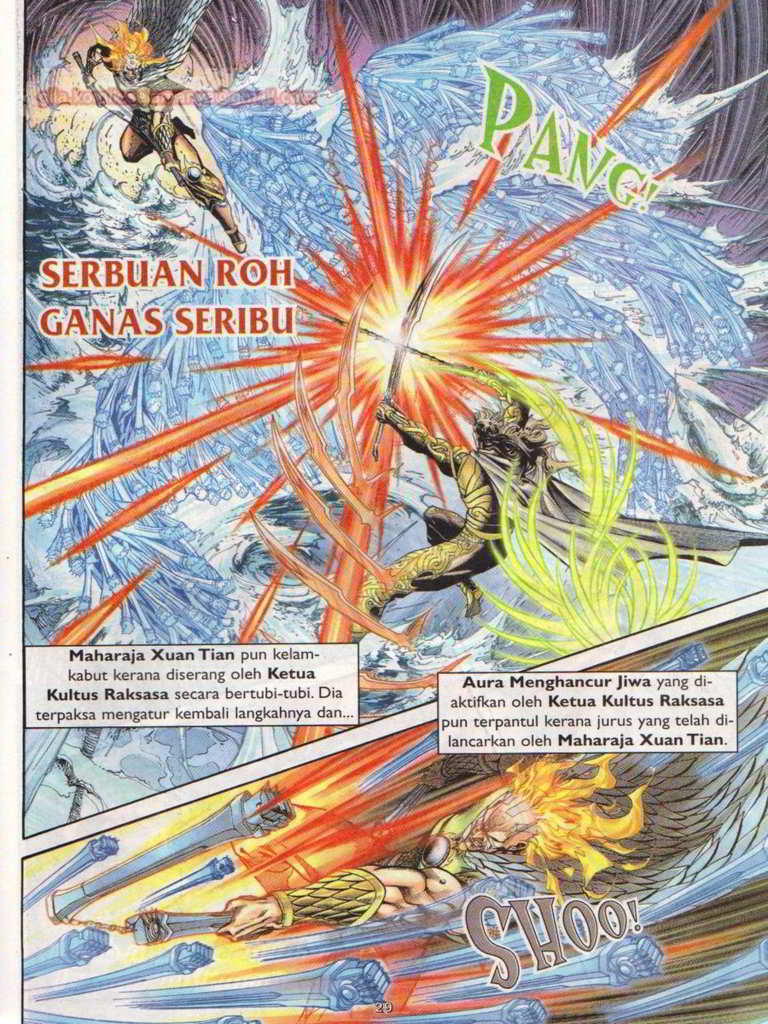 PANG!
SERBUAN ROH
GANAS SERIBU
Maharaja Xuan Tian pun kelam-
kabut kerana diserang oleh Ketua
Kultus Raksasa secara bertubi-tubi. Dia
terpaksa mengatur kembali langkahnya dan...
Aura Menghancur Jiwa yang di-
aktifkan oleh Ketua Kultus Raksasa
pun terpantul kerana jurus yang telah di-
lancarkan oleh Maharaja Xuan Tian.
SHOO!
29